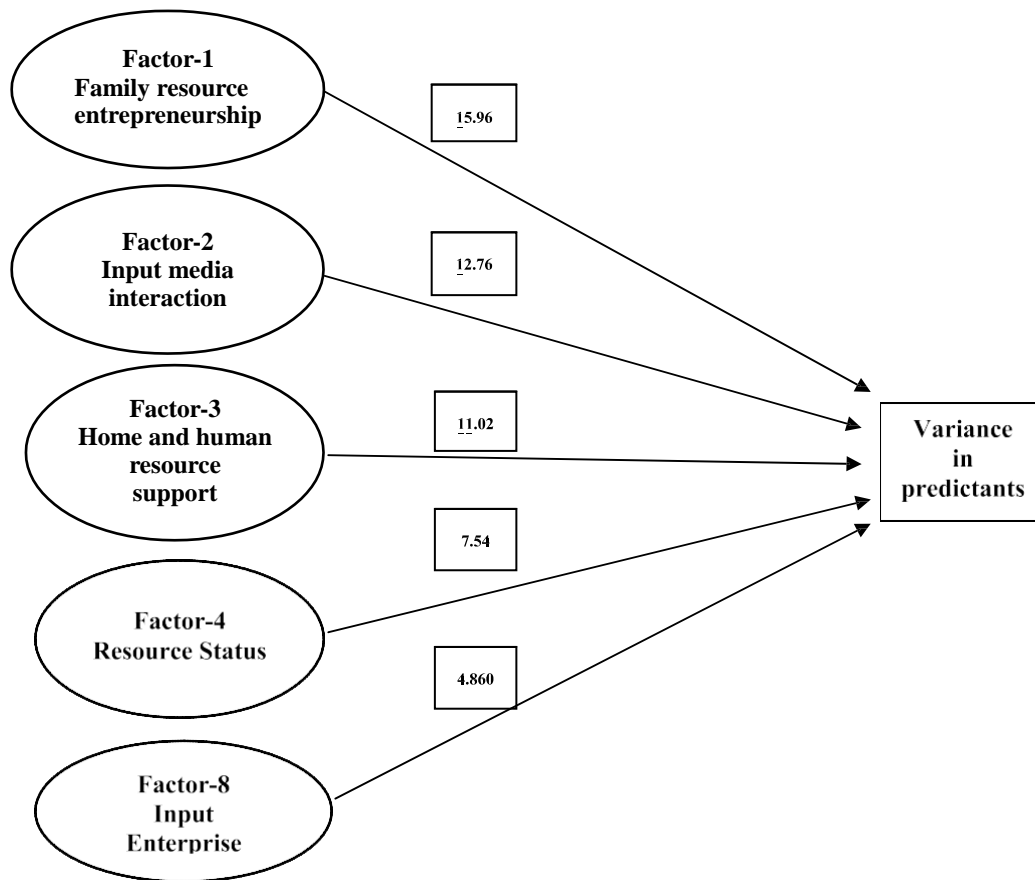 Factor-1
Family resource
entrepreneurship
15.96
Factor-2
Input media
interaction
12.76
Factor-3
Home and human
resource
support
11.02
Variance
in
predictants
7.54
Factor-4
Resource Status
4.860
Factor-8
Input
Enterprise